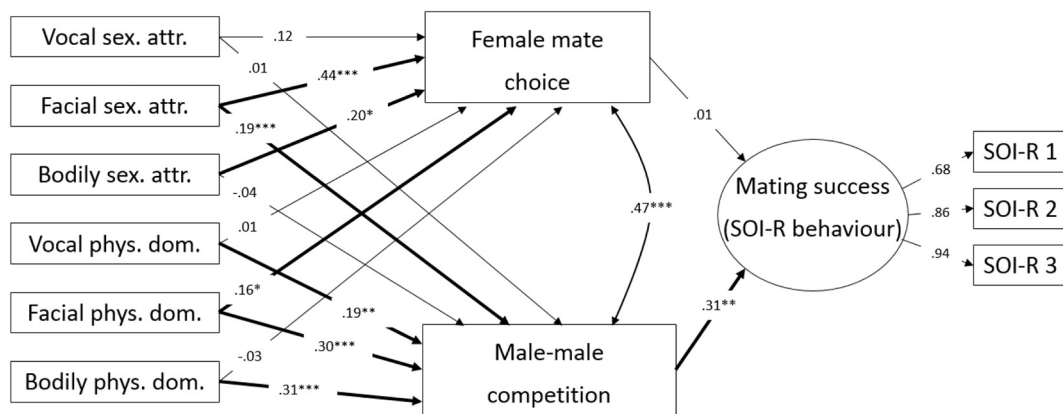 Vocal sex. attr.
Facial sex. attr.
Bodily sex. attr.
Vocal phys. dom.
Facial phys. dom.
Bodily phys. dom.
.12
.01
.44***
.19***
.20*
-.04
.01
.16*
-.03
.19**
.30***
.31***
Female mate
choice
.47***
Male-male
competition
.01
.31**
Mating success
(SOI-R behaviour)
.68
.86
.94
SOI-R 1
SOI-R 2
SOI-R 3